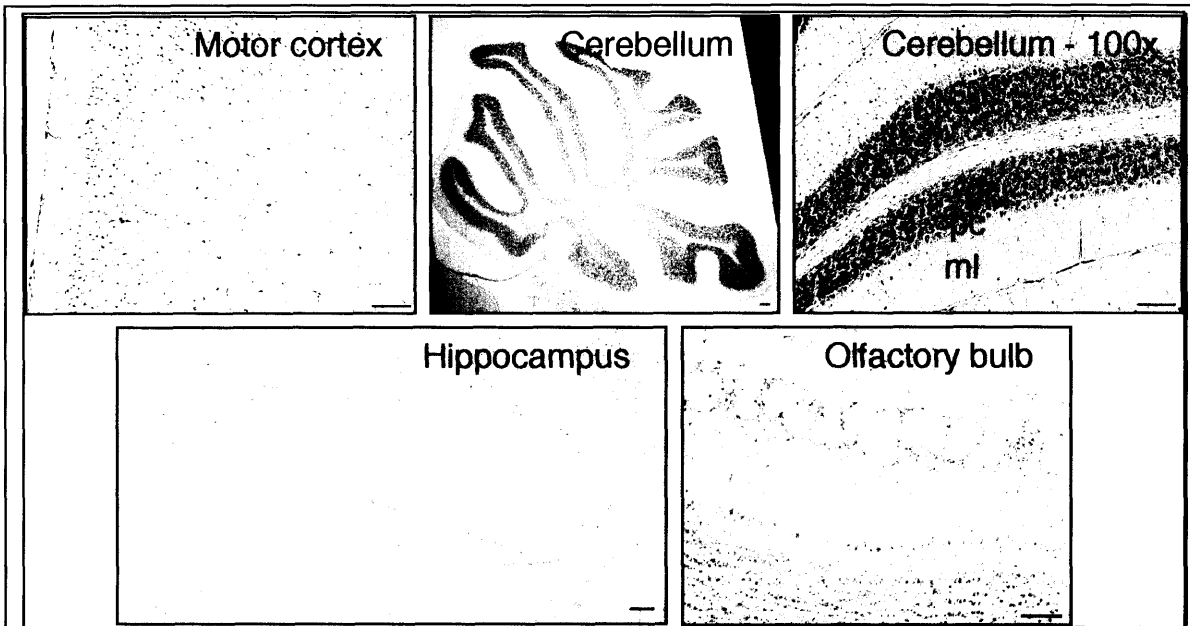 Motor cortex
Cerebellum
Cerebellum - 100x
pc
ml
Hippocampus
Olfactory bulb